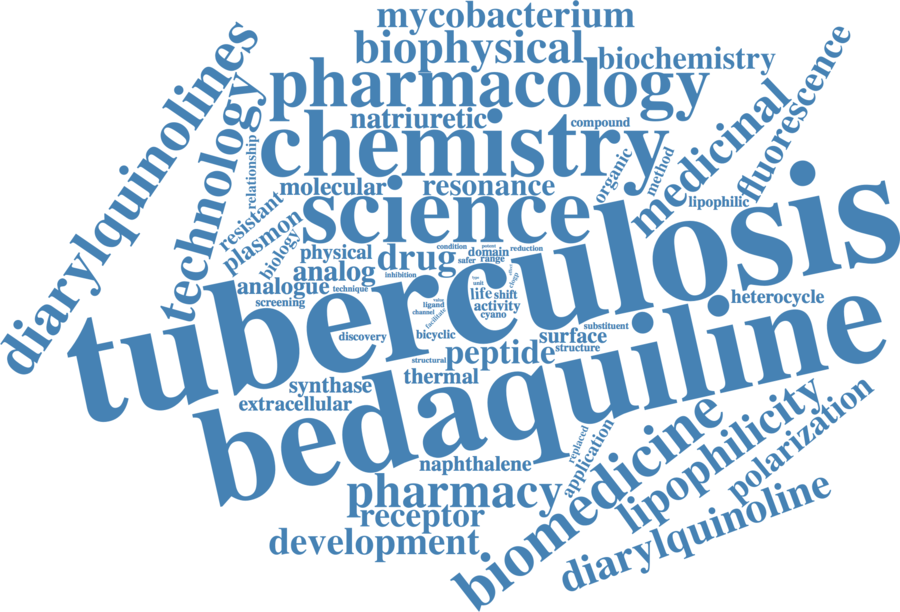 mycobacterium
biophysical
biochemistry
pharmacology
natriuretic
compound
chemistry
diarylquinolines
technology
relationship
molecular
resonance
organic
method
medicinal
fluorescence
lipophilic
resistant
plasmon
biology
science
physical
drug
condition
potent
reduction
domain
safer
range
analog
inhibition
analogue
technique
screening
tuberculosis
unit
effect
clogp
life
shift
value
ligand
activity
channel
cyano
facilitate
heterocycle
discovery
bicyclic
substituent
surface
structure
peptide
structural
thermal
synthase
extracellular
bedaquiline
naphthalene
replaced
application
pharmacy
receptor
development
biomedicine
lipophilicity
polarization
diarylquinoline